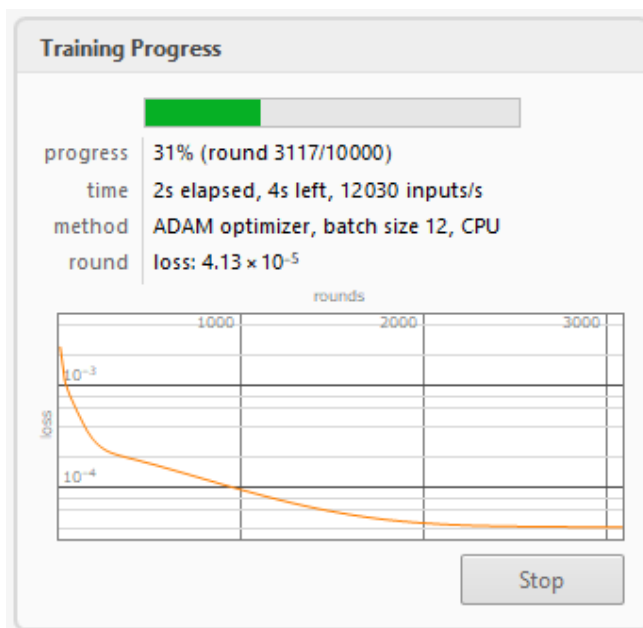 Training Progress
progress 31% (round 3117/10000)
time 2s elapsed, 4s left, 12030 inputs/s
method ADAM optimizer, batch size 12, CPU
round loss: 4.13 × 10⁻⁵
rounds
1000 2000 3000
10⁻³
loss
10⁻⁴
Stop